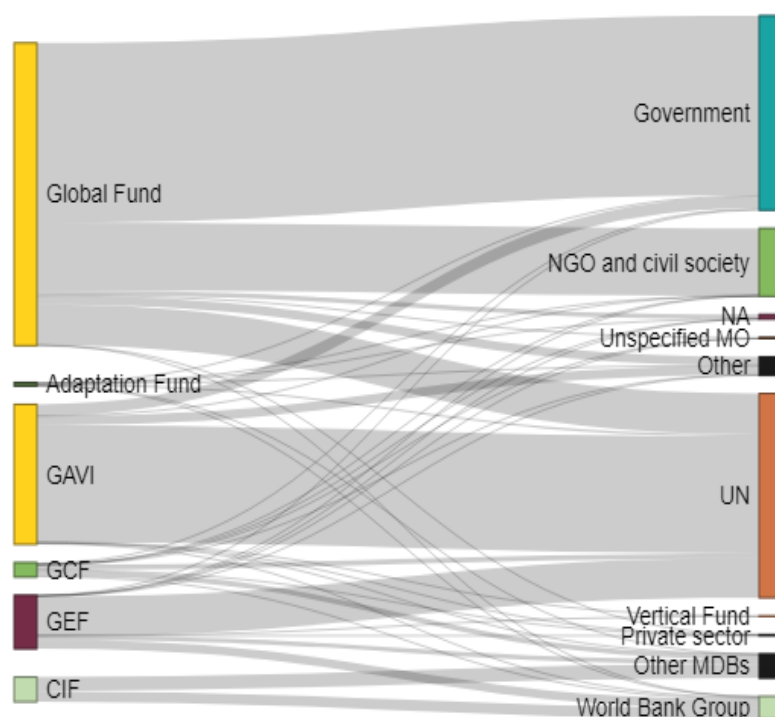 Global Fund
Adaptation Fund
GAVI
GCF
GEF
CIF
Government
NGO and civil society
NA
Unspecified MO
Other
UN
Vertical Fund
Private sector
Other MDBs
World Bank Group